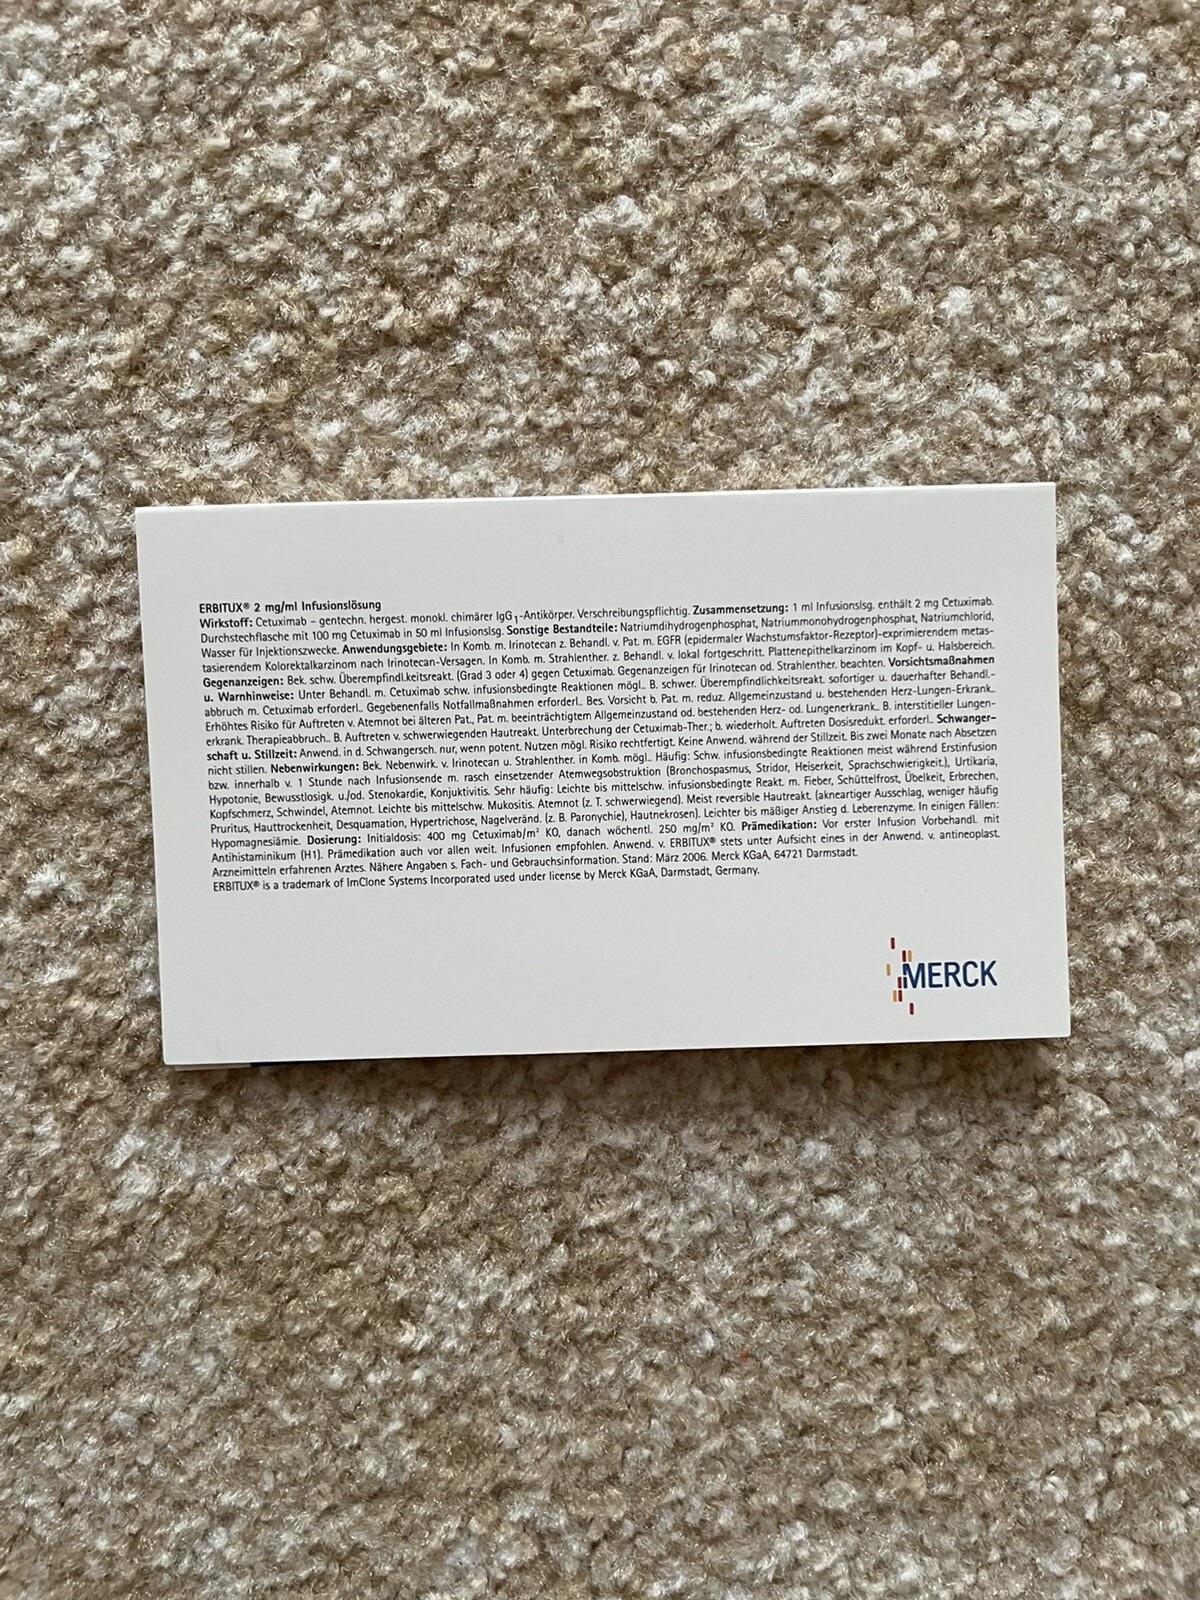 ERBITUX® 2 mg/ml Infusionslösung
Wirkstoff: Cetuximab – gentechn. hergest. monokl. chimärer IgG1-Antikörper. Verschreibungspflichtig. Zusammensetzung: 1 ml Infusionslsg. enthält 2 mg Cetuximab.
Durchstechflasche mit 100 mg Cetuximab in 50 ml Infusionslsg. Sonstige Bestandteile: Natriumdihydrogenphosphat, Natriummonohydrogenphosphat, Natriumchlorid,
Wasser für Injektionszwecke. Anwendungsgebiete: In Komb. m. Irinotecan z. Behandl. v. Pat. m. EGFR (epidermaler Wachstumsfaktor-Rezeptor)-exprimierendem metas-
tasierendem Kolorektalkarzinom nach Irinotecan-Versagen. In Komb. m. Strahlenther. z. Behandl. v. lokal fortgeschritt. Plattenepithelkarzinom im Kopf- u. Halsbereich.
Gegenanzeigen: Bek. schw. Überempfindl.keitsreakt. (Grad 3 oder 4) gegen Cetuximab. Gegenanzeigen für Irinotecan od. Strahlenther. beachten. Vorsichtsmaßnahmen
u. Warnhinweise: Unter Behandl. m. Cetuximab schw. infusionsbedingte Reaktionen mögl.. B. schwer. Überempfindlichkeitsreakt. sofortiger u. dauerhafter Behandl.-
abbruch m. Cetuximab erforderl.. Gegebenenfalls Notfallmaßnahmen erforderl.. Bes. Vorsicht b. Pat. m. reduz. Allgemeinzustand u. bestehenden Herz-Lungen-Erkrank..
Erhöhtes Risiko für Auftreten v. Atemnot bei älteren Pat., Pat. m. beeinträchtigtem Allgemeinzustand od. bestehenden Herz- od. Lungenerkrank.. B. interstitieller Lungen-
erkrank. Therapieabbruch.. B. Auftreten v. schwerwiegenden Hautreakt. Unterbrechung der Cetuximab-Ther.; b. wiederholt. Auftreten Dosisredukt. erforderl.. Schwanger-
schaft u. Stillzeit: Anwend. in d. Schwangersch. nur, wenn potent. Nutzen mögl. Risiko rechtfertigt. Keine Anwend. während der Stillzeit. Bis zwei Monate nach Absetzen
nicht stillen. Nebenwirkungen: Bek. Nebenwirk. v. Irinotecan u. Strahlenther. in Komb. mögl.. Häufig: Schw. infusionsbedingte Reaktionen meist während Erstinfusion
bzw. innerhalb v. 1 Stunde nach Infusionsende m. rasch einsetzender Atemwegsobstruktion (Bronchospasmus, Stridor, Heiserkeit, Sprachschwierigkeit.), Urtikaria,
Hypotonie, Bewusstlosigk. u./od. Stenokardie, Konjuktivitis. Sehr häufig: Leichte bis mittelschw. infusionsbedingte Reakt. m. Fieber, Schüttelfrost, Übelkeit, Erbrechen,
Kopfschmerz, Schwindel, Atemnot. Leichte bis mittelschw. Mukositis. Atemnot (z. T. schwerwiegend). Meist reversible Hautreakt. (akneartiger Ausschlag, weniger häufig
Pruritus, Hauttrockenheit, Desquamation, Hypertrichose, Nagelveränd. (z. B. Paronychie), Hautnekrosen). Leichter bis mäßiger Anstieg d. Leberenzyme. In einigen Fällen:
Hypomagnesiämie. Dosierung: Initialdosis: 400 mg Cetuximab/m² KO, danach wöchentl. 250 mg/m² KO. Prämedikation: Vor erster Infusion Vorbehandl. mit
Antihistaminikum (H1). Prämedikation auch vor allen weit. Infusionen empfohlen. Anwend. v. ERBITUX® stets unter Aufsicht eines in der Anwend. v. antineoplast.
Arzneimitteln erfahrenen Arztes. Nähere Angaben s. Fach- und Gebrauchsinformation. Stand: März 2006. Merck KGaA, 64721 Darmstadt.
ERBITUX® is a trademark of ImClone Systems Incorporated used under license by Merck KGaA, Darmstadt, Germany.
MERCK